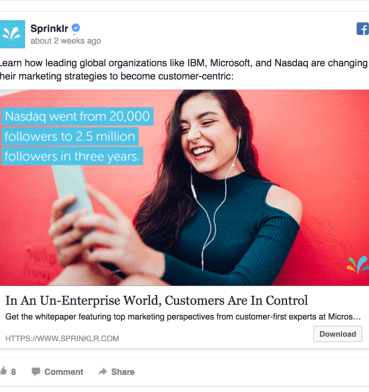 Sprinklr
about 2 weeks ago
Learn how leading global organizations like IBM, Microsoft, and Nasdaq are changing
their marketing strategies to become customer-centric:
Nasdaq went from 20,000
followers to 2.5 million
followers in three years.
In An Un-Enterprise World, Customers Are In Control
Get the whitepaper featuring top marketing perspectives from customer-first experts at Micros...
HTTPS://WWW.SPRINKLR.COM
Download
8 Comment Share